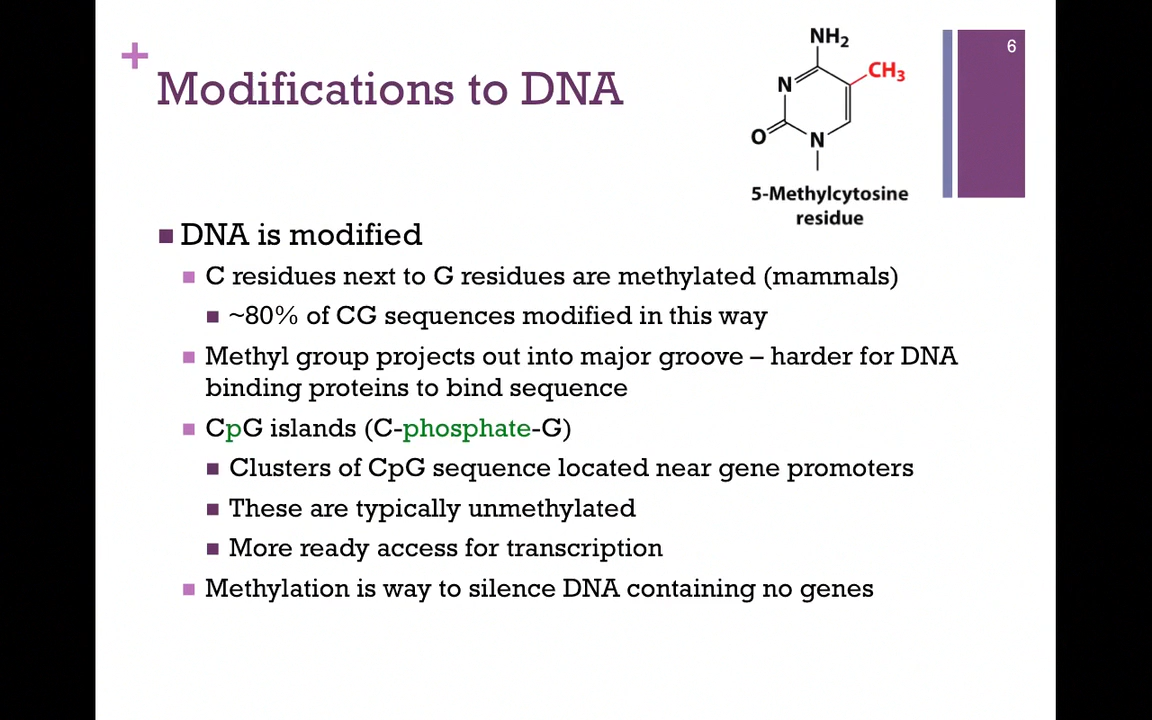 6
+
Modifications to DNA
NH2
N
CH3
O
N
5-Methylcytosine
residue
DNA is modified
C residues next to G residues are methylated (mammals)
~80% of CG sequences modified in this way
Methyl group projects out into major groove – harder for DNA
binding proteins to bind sequence
CpG islands (C-phosphate-G)
Clusters of CpG sequence located near gene promoters
These are typically unmethylated
More ready access for transcription
Methylation is way to silence DNA containing no genes